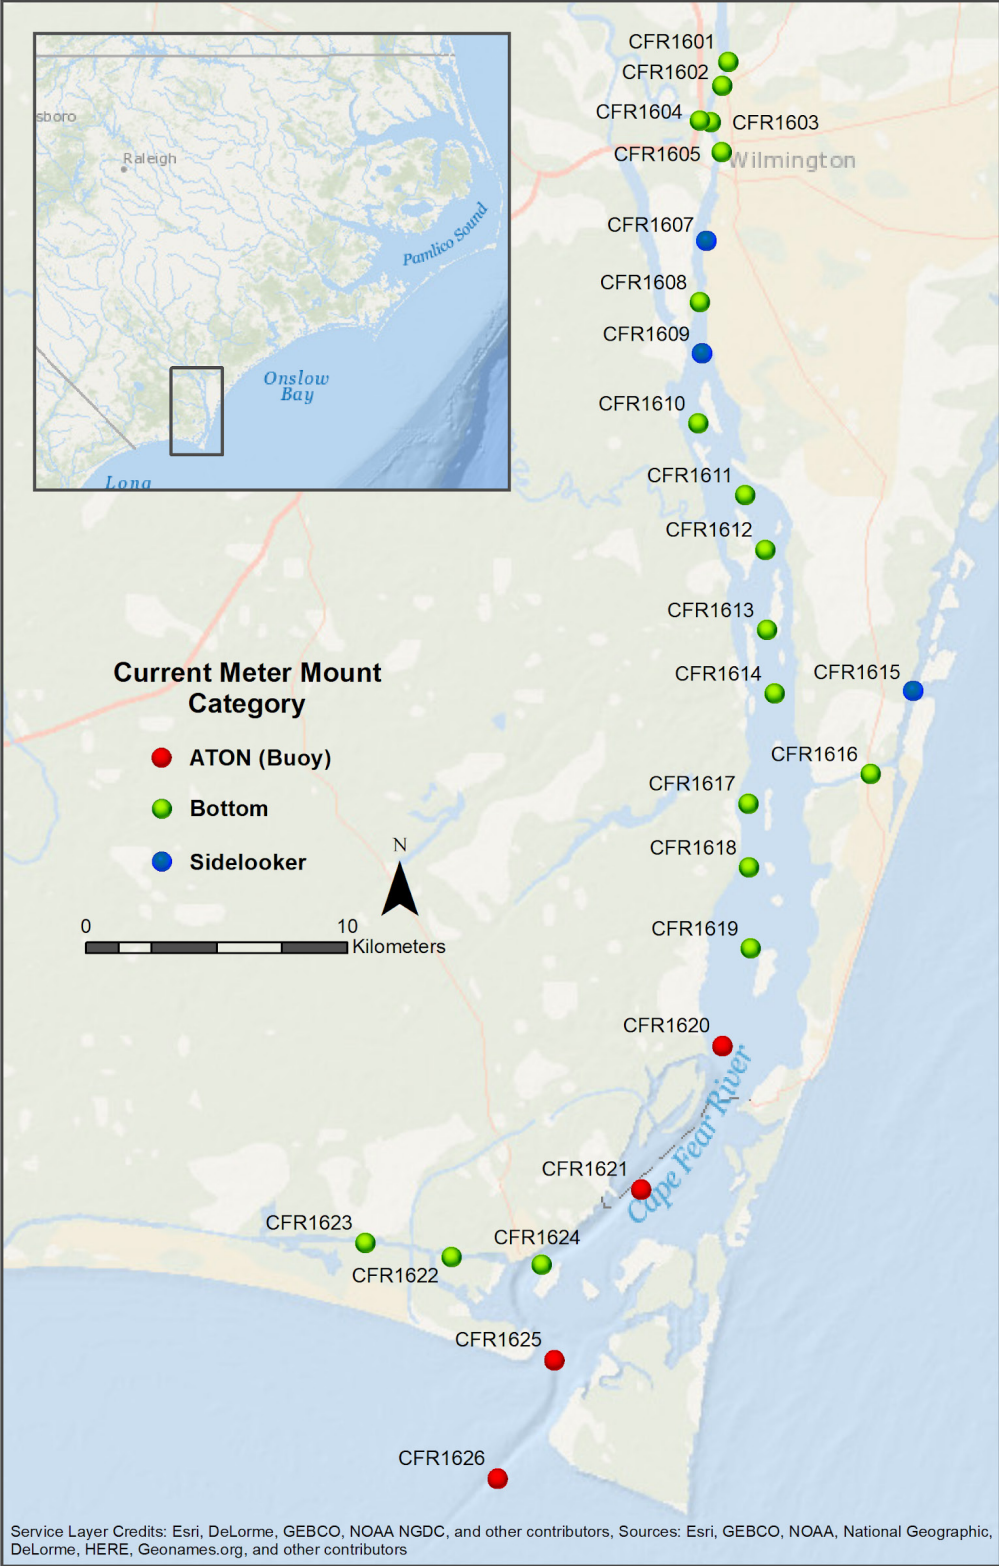 CFR1601
CFR1602
CFR1604
CFR1603
CFR1605
Wilmington
sboro
Raleigh
Pamlico Sound
CFR1607
CFR1608
CFR1609
Onslow
Bay
CFR1610
Long
CFR1611
CFR1612
CFR1613
Current Meter Mount
Category
CFR1614
CFR1615
ATON (Buoy)
CFR1616
Bottom
CFR1617
Sidelooker
N
CFR1618
0 10
Kilometers
CFR1619
CFR1620
Cape Fear River
CFR1621
CFR1623
CFR1624
CFR1622
CFR1625
CFR1626
Service Layer Credits: Esri, DeLorme, GEBCO, NOAA NGDC, and other contributors, Sources: Esri, GEBCO, NOAA, National Geographic,
DeLorme, HERE, Geonames.org, and other contributors